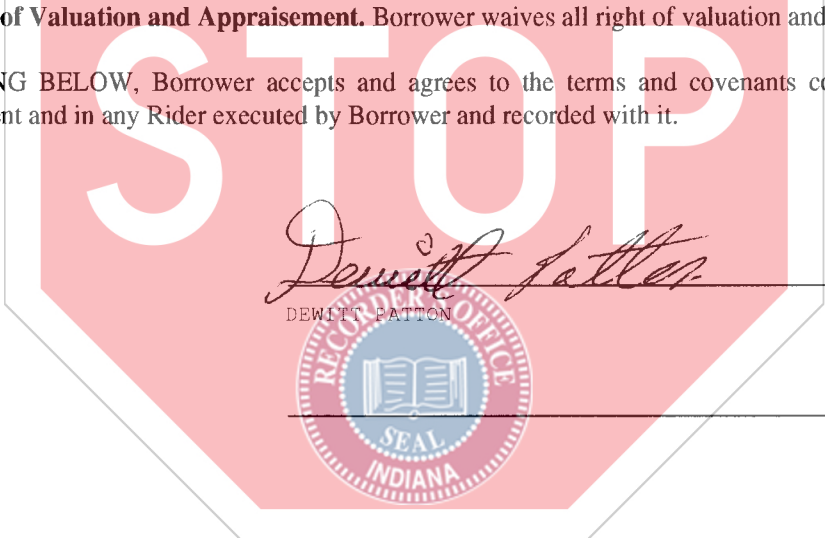 of Valuation and Appraisement. Borrower waives all right of valuation and
NG BELOW, Borrower accepts and agrees to the terms and covenants co
nt and in any Rider executed by Borrower and recorded with it.
STOP
Dewitt Patton
DEWITT PATTON
RECORDER'S OFFICE
SEAL
INDIANA